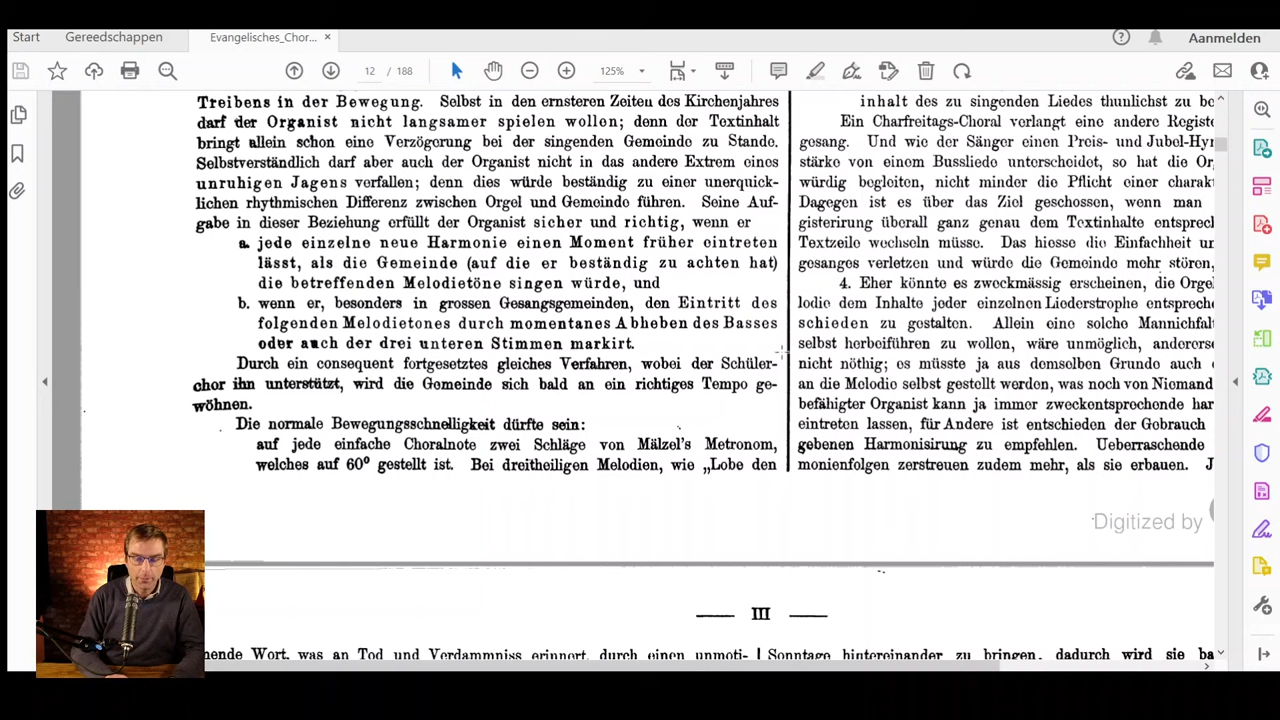 Start
Gereedschappen
Evangelisches_Chor... ×
Aanmelden
12 / 188
125%
Treibens in der Bewegung. Selbst in den ernsteren Zeiten des Kirchenjahres
darf der Organist nicht langsamer spielen wollen; denn der Textinhalt
bringt allein schon eine Verzögerung bei der singenden Gemeinde zu Stande.
Selbstverständlich darf aber auch der Organist nicht in das andere Extrem eines
unruhigen Jagens verfallen; denn dies würde beständig zu einer unerquick-
lichen rhythmischen Differenz zwischen Orgel und Gemeinde führen. Seine Auf-
gabe in dieser Beziehung erfüllt der Organist sicher und richtig, wenn er
a. jede einzelne neue Harmonie einen Moment früher eintreten
lässt, als die Gemeinde (auf die er beständig zu achten hat)
die betreffenden Melodietöne singen würde, und
b. wenn er, besonders in grossen Gesangsgemeinden, den Eintritt des
folgenden Melodietones durch momentanes Abheben des Basses
oder auch der drei unteren Stimmen markirt.
Durch ein consequent fortgesetztes gleiches Verfahren, wobei der Schüler-
chor ihn unterstützt, wird die Gemeinde sich bald an ein richtiges Tempo ge-
wöhnen.
Die normale Bewegungsschnelligkeit dürfte sein:
auf jede einfache Choralnote zwei Schläge von Mälzel's Metronom,
welches auf 60⁰ gestellt ist. Bei dreitheiligen Melodien, wie „Lobe den
inhalt des zu singenden Liedes thunlichst zu be
Ein Charfreitags-Choral verlangt eine andere Registe
gesang. Und wie der Sänger einen Preis- und Jubel-Hy
stärke von einem Bussliede unterscheidet, so hat die Or
würdig begleiten, nicht minder die Pflicht einer charakt
Dagegen ist es über das Ziel geschossen, wenn man
gisterirung überall ganz genau dem Textinhalte entsprec
Textzeile wechseln müsse. Das hiesse die Einfachheit un
gesanges verletzen und würde die Gemeinde mehr stören,
4. Eher könnte es zweckmässig erscheinen, die Orgel
lodie dem Inhalte jeder einzelnen Liederstrophe entspreche
schieden zu gestalten. Allein eine solche Mannichfalt
selbst herbeiführen zu wollen, wäre unmöglich, anderorse
nicht nöthig; es müsste ja aus demselben Grunde auch
an die Melodie selbst gestellt werden, was noch von Niemand
befähigter Organist kann ja immer zweckentsprechende har
eintreten lassen, für Andere ist entschieden der Gebrauch
gebenen Harmonisirung zu empfehlen. Ueberraschende
monienfolgen zerstreuen zudem mehr, als sie erbauen. J
Digitized by
III
hende Wort, was an Tod und Verdammniss erinnert, durch einen unmoti-
Sonntage hintereinander zu bringen, dadurch wird sie ba